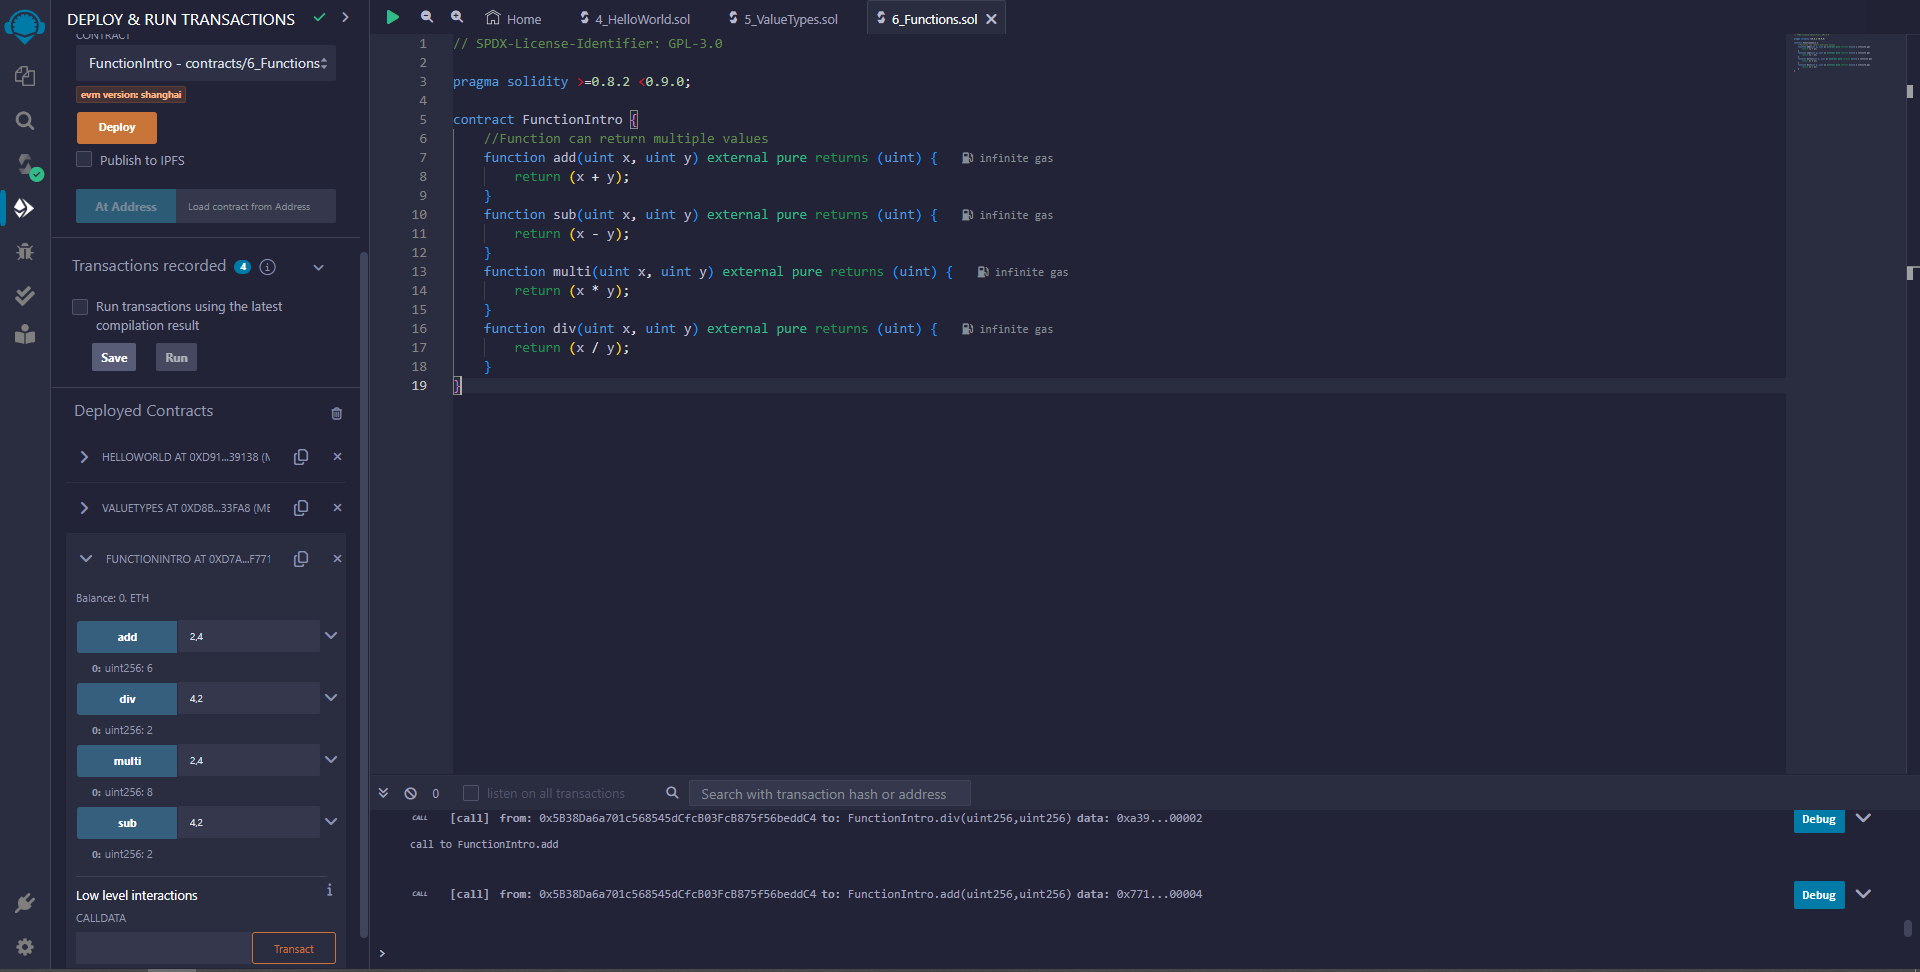 DEPLOY & RUN TRANSACTIONS
CONTRACT
FunctionIntro - contracts/6_Functions
evm version: shanghai
Deploy
Publish to IPFS
At Address
Load contract from Address
Transactions recorded 4
Run transactions using the latest
compilation result
Save
Run
Deployed Contracts
HELLOWORLD AT 0XD91...39138 (M
VALUETYPES AT 0XD8B...33FA8 (ME
FUNCTIONINTRO AT 0XD7A...F771
Balance: 0. ETH
add 2,4
0: uint256: 6
div 4,2
0: uint256: 2
multi 2,4
0: uint256: 8
sub 4,2
0: uint256: 2
Low level interactions
CALLDATA
Transact
Home
4_HelloWorld.sol
5_ValueTypes.sol
6_Functions.sol
1 // SPDX-License-Identifier: GPL-3.0
2
3 pragma solidity >=0.8.2 <0.9.0;
4
5 contract FunctionIntro {
6 //Function can return multiple values
7 function add(uint x, uint y) external pure returns (uint) { infinite gas
8 return (x + y);
9 }
10 function sub(uint x, uint y) external pure returns (uint) { infinite gas
11 return (x - y);
12 }
13 function multi(uint x, uint y) external pure returns (uint) { infinite gas
14 return (x * y);
15 }
16 function div(uint x, uint y) external pure returns (uint) { infinite gas
17 return (x / y);
18 }
19 }
0 listen on all transactions Search with transaction hash or address
CALL [call] from: 0x5B38Da6a701c568545dCfcB03FcB875f56beddC4 to: FunctionIntro.div(uint256,uint256) data: 0xa39...00002 Debug
call to FunctionIntro.add
CALL [call] from: 0x5B38Da6a701c568545dCfcB03FcB875f56beddC4 to: FunctionIntro.add(uint256,uint256) data: 0x771...00004 Debug
>